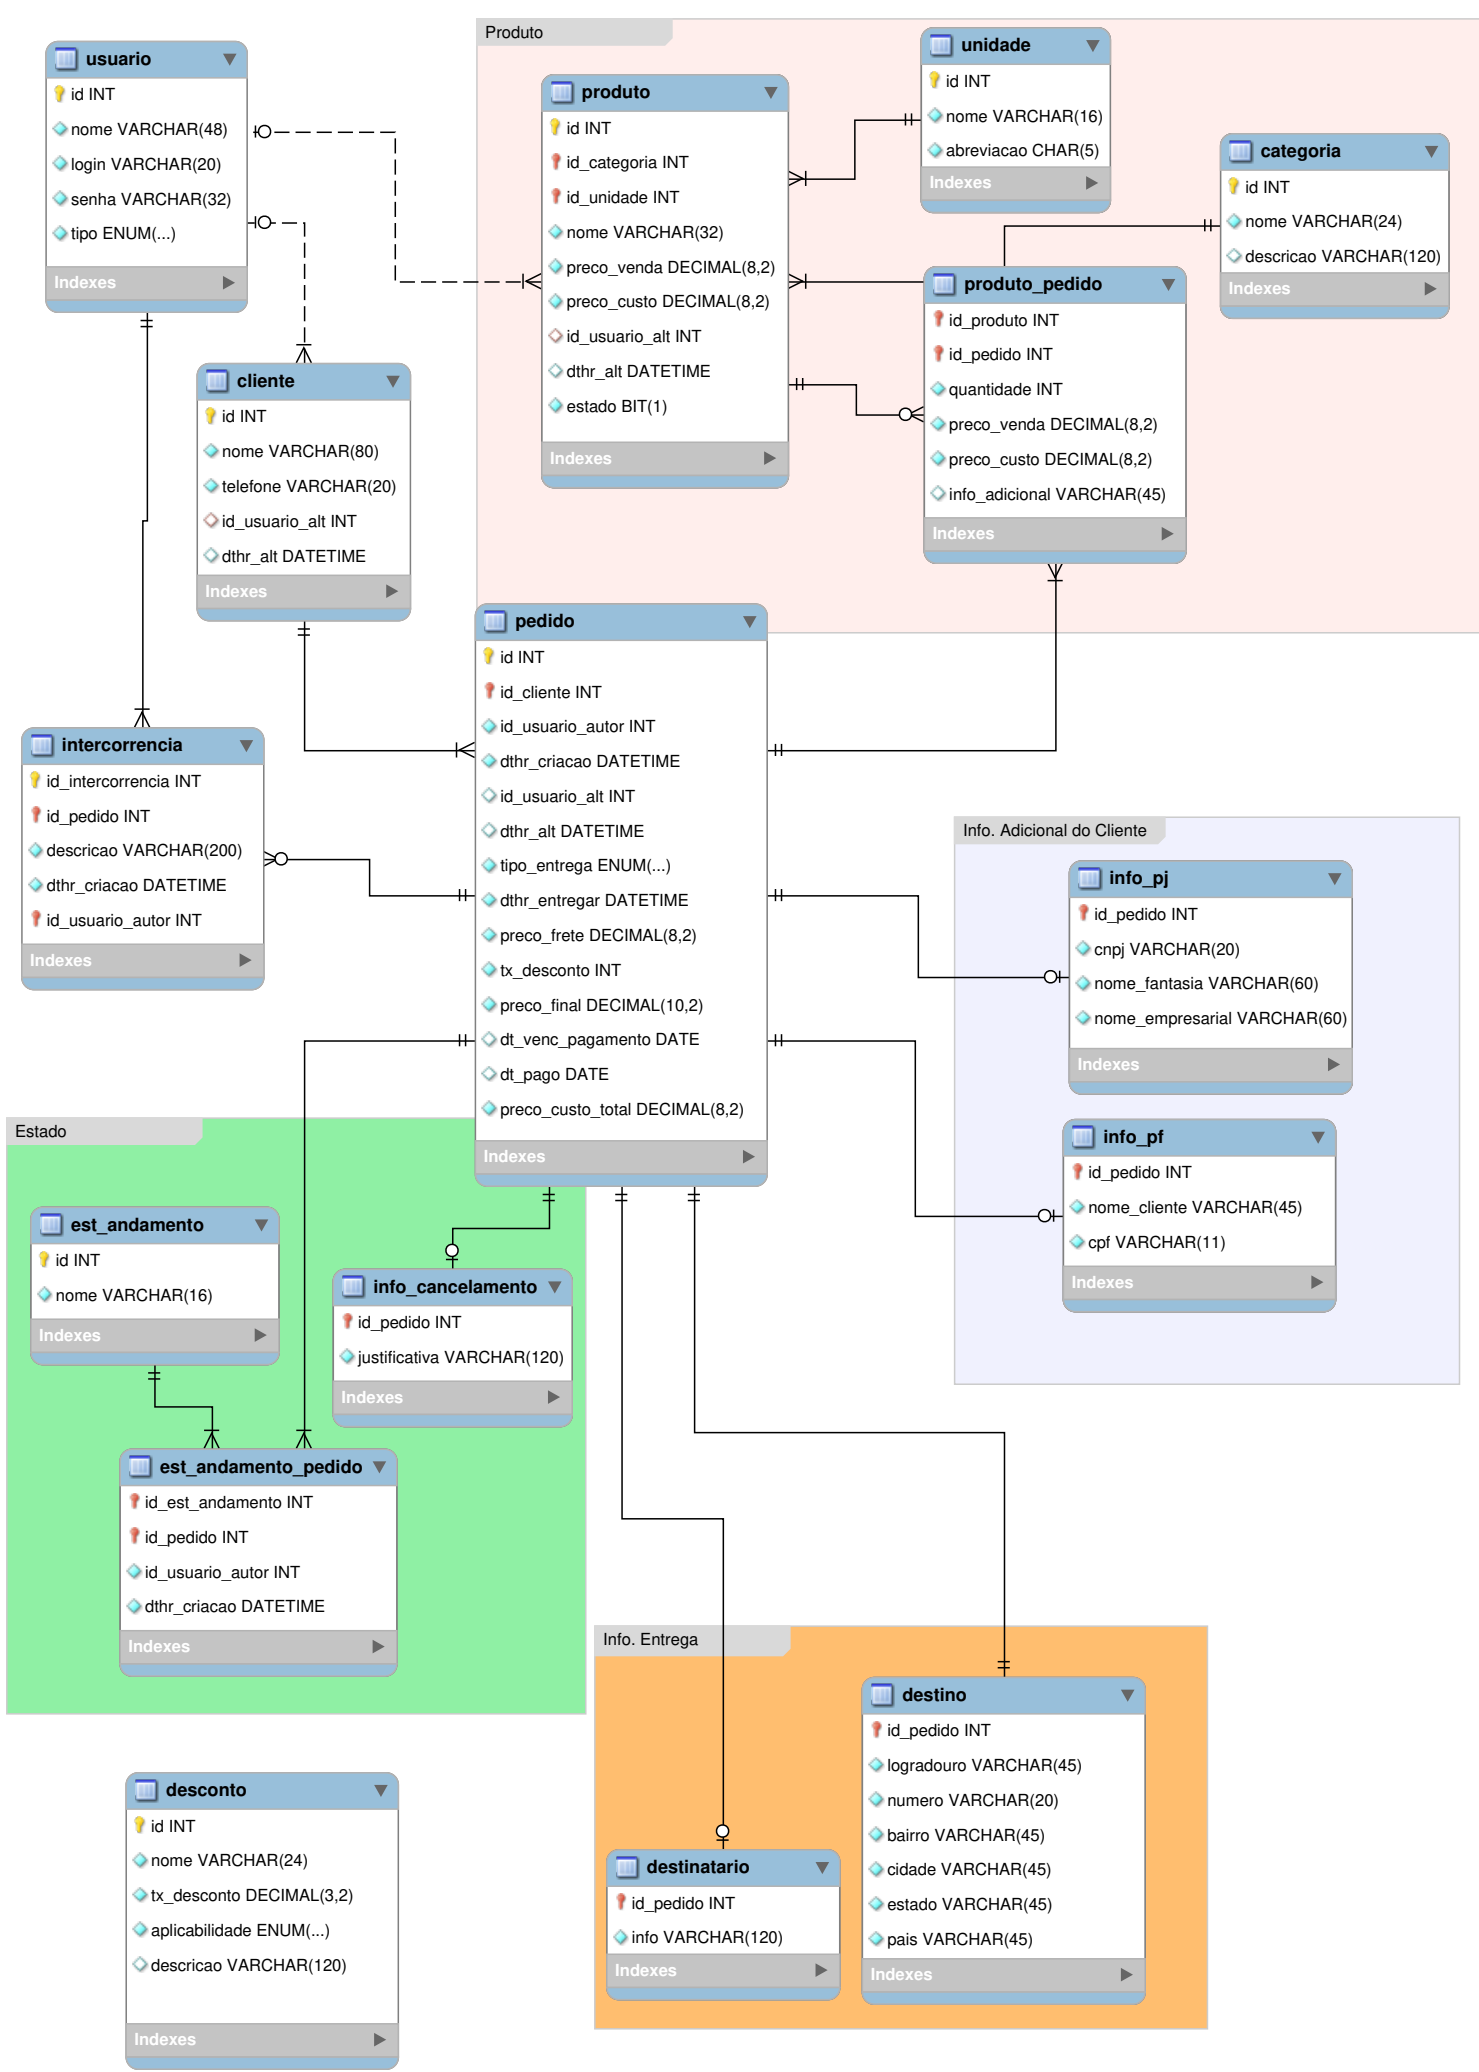 Produto
usuario
id INT
nome VARCHAR(48)
login VARCHAR(20)
senha VARCHAR(32)
tipo ENUM(...)
Indexes
produto
id INT
id_categoria INT
id_unidade INT
nome VARCHAR(32)
preco_venda DECIMAL(8,2)
preco_custo DECIMAL(8,2)
id_usuario_alt INT
dthr_alt DATETIME
estado BIT(1)
Indexes
unidade
id INT
nome VARCHAR(16)
abreviacao CHAR(5)
Indexes
categoria
id INT
nome VARCHAR(24)
descricao VARCHAR(120)
Indexes
produto_pedido
id_produto INT
id_pedido INT
quantidade INT
preco_venda DECIMAL(8,2)
preco_custo DECIMAL(8,2)
info_adicional VARCHAR(45)
Indexes
cliente
id INT
nome VARCHAR(80)
telefone VARCHAR(20)
id_usuario_alt INT
dthr_alt DATETIME
Indexes
pedido
id INT
id_cliente INT
id_usuario_autor INT
dthr_criacao DATETIME
id_usuario_alt INT
dthr_alt DATETIME
tipo_entrega ENUM(...)
dthr_entregar DATETIME
preco_frete DECIMAL(8,2)
tx_desconto INT
preco_final DECIMAL(10,2)
dt_venc_pagamento DATE
dt_pago DATE
preco_custo_total DECIMAL(8,2)
Indexes
intercorrencia
id_intercorrencia INT
id_pedido INT
descricao VARCHAR(200)
dthr_criacao DATETIME
id_usuario_autor INT
Indexes
Info. Adicional do Cliente
info_pj
id_pedido INT
cnpj VARCHAR(20)
nome_fantasia VARCHAR(60)
nome_empresarial VARCHAR(60)
Indexes
info_pf
id_pedido INT
nome_cliente VARCHAR(45)
cpf VARCHAR(11)
Indexes
Estado
est_andamento
id INT
nome VARCHAR(16)
Indexes
info_cancelamento
id_pedido INT
justificativa VARCHAR(120)
Indexes
est_andamento_pedido
id_est_andamento INT
id_pedido INT
id_usuario_autor INT
dthr_criacao DATETIME
Indexes
Info. Entrega
destino
id_pedido INT
logradouro VARCHAR(45)
numero VARCHAR(20)
bairro VARCHAR(45)
cidade VARCHAR(45)
estado VARCHAR(45)
pais VARCHAR(45)
Indexes
destinatario
id_pedido INT
info VARCHAR(120)
Indexes
desconto
id INT
nome VARCHAR(24)
tx_desconto DECIMAL(3,2)
aplicabilidade ENUM(...)
descricao VARCHAR(120)
Indexes